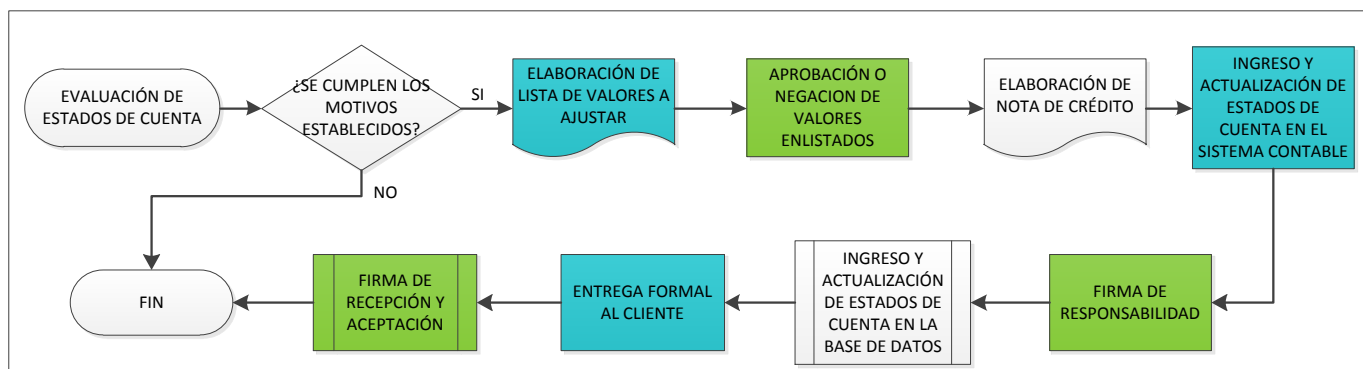 EVALUACIÓN DE
ESTADOS DE CUENTA
¿SE CUMPLEN LOS
MOTIVOS
ESTABLECIDOS?
SI
NO
ELABORACIÓN DE
LISTA DE VALORES A
AJUSTAR
APROBACIÓN O
NEGACION DE
VALORES
ENLISTADOS
ELABORACIÓN DE
NOTA DE CRÉDITO
INGRESO Y
ACTUALIZACIÓN DE
ESTADOS DE
CUENTA EN EL
SISTEMA CONTABLE
FIRMA DE
RESPONSABILIDAD
INGRESO Y
ACTUALIZACIÓN
DE ESTADOS DE
CUENTA EN LA
BASE DE DATOS
ENTREGA FORMAL
AL CLIENTE
FIRMA DE
RECEPCIÓN Y
ACEPTACIÓN
FIN